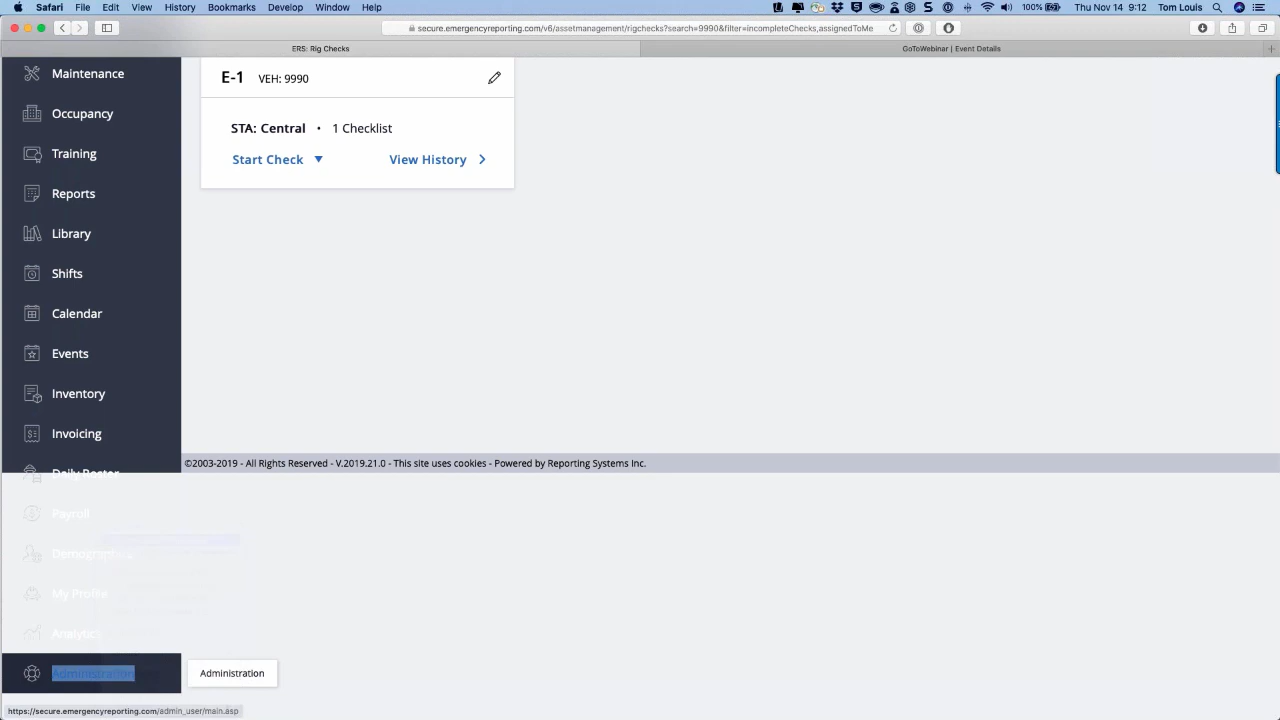 Safari File Edit View History Bookmarks Develop Window Help 100% Thu Nov 14 9:12 Tom Louis
secure.emergencyreporting.com/v6/assetmanagement/rigchecks?search=9990&filter=incompleteChecks,assignedToMe
ERS: Rig Checks
GoToWebinar | Event Details
Maintenance
Occupancy
Training
Reports
Library
Shifts
Calendar
Events
Inventory
Invoicing
Daily Roster
Payroll
My Profile
Administration
E-1 VEH: 9990
STA: Central • 1 Checklist
Start Check
View History
©2003-2019 - All Rights Reserved - V.2019.21.0 - This site uses cookies - Powered by Reporting Systems Inc.
Administration
https://secure.emergencyreporting.com/admin_user/main.asp